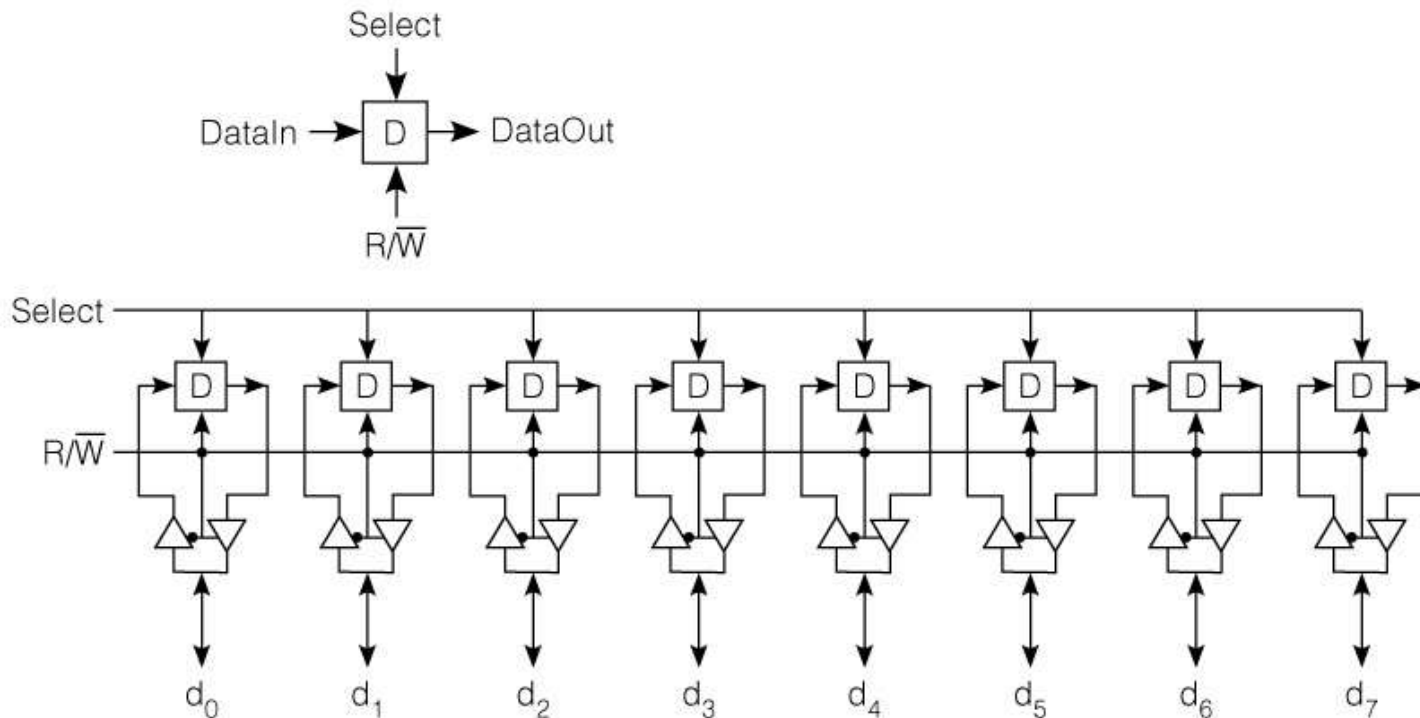 Select
DataIn D DataOut
R/W̅
Select
D D D D D D D D
R/W̅
d₀ d₁ d₂ d₃ d₄ d₅ d₆ d₇